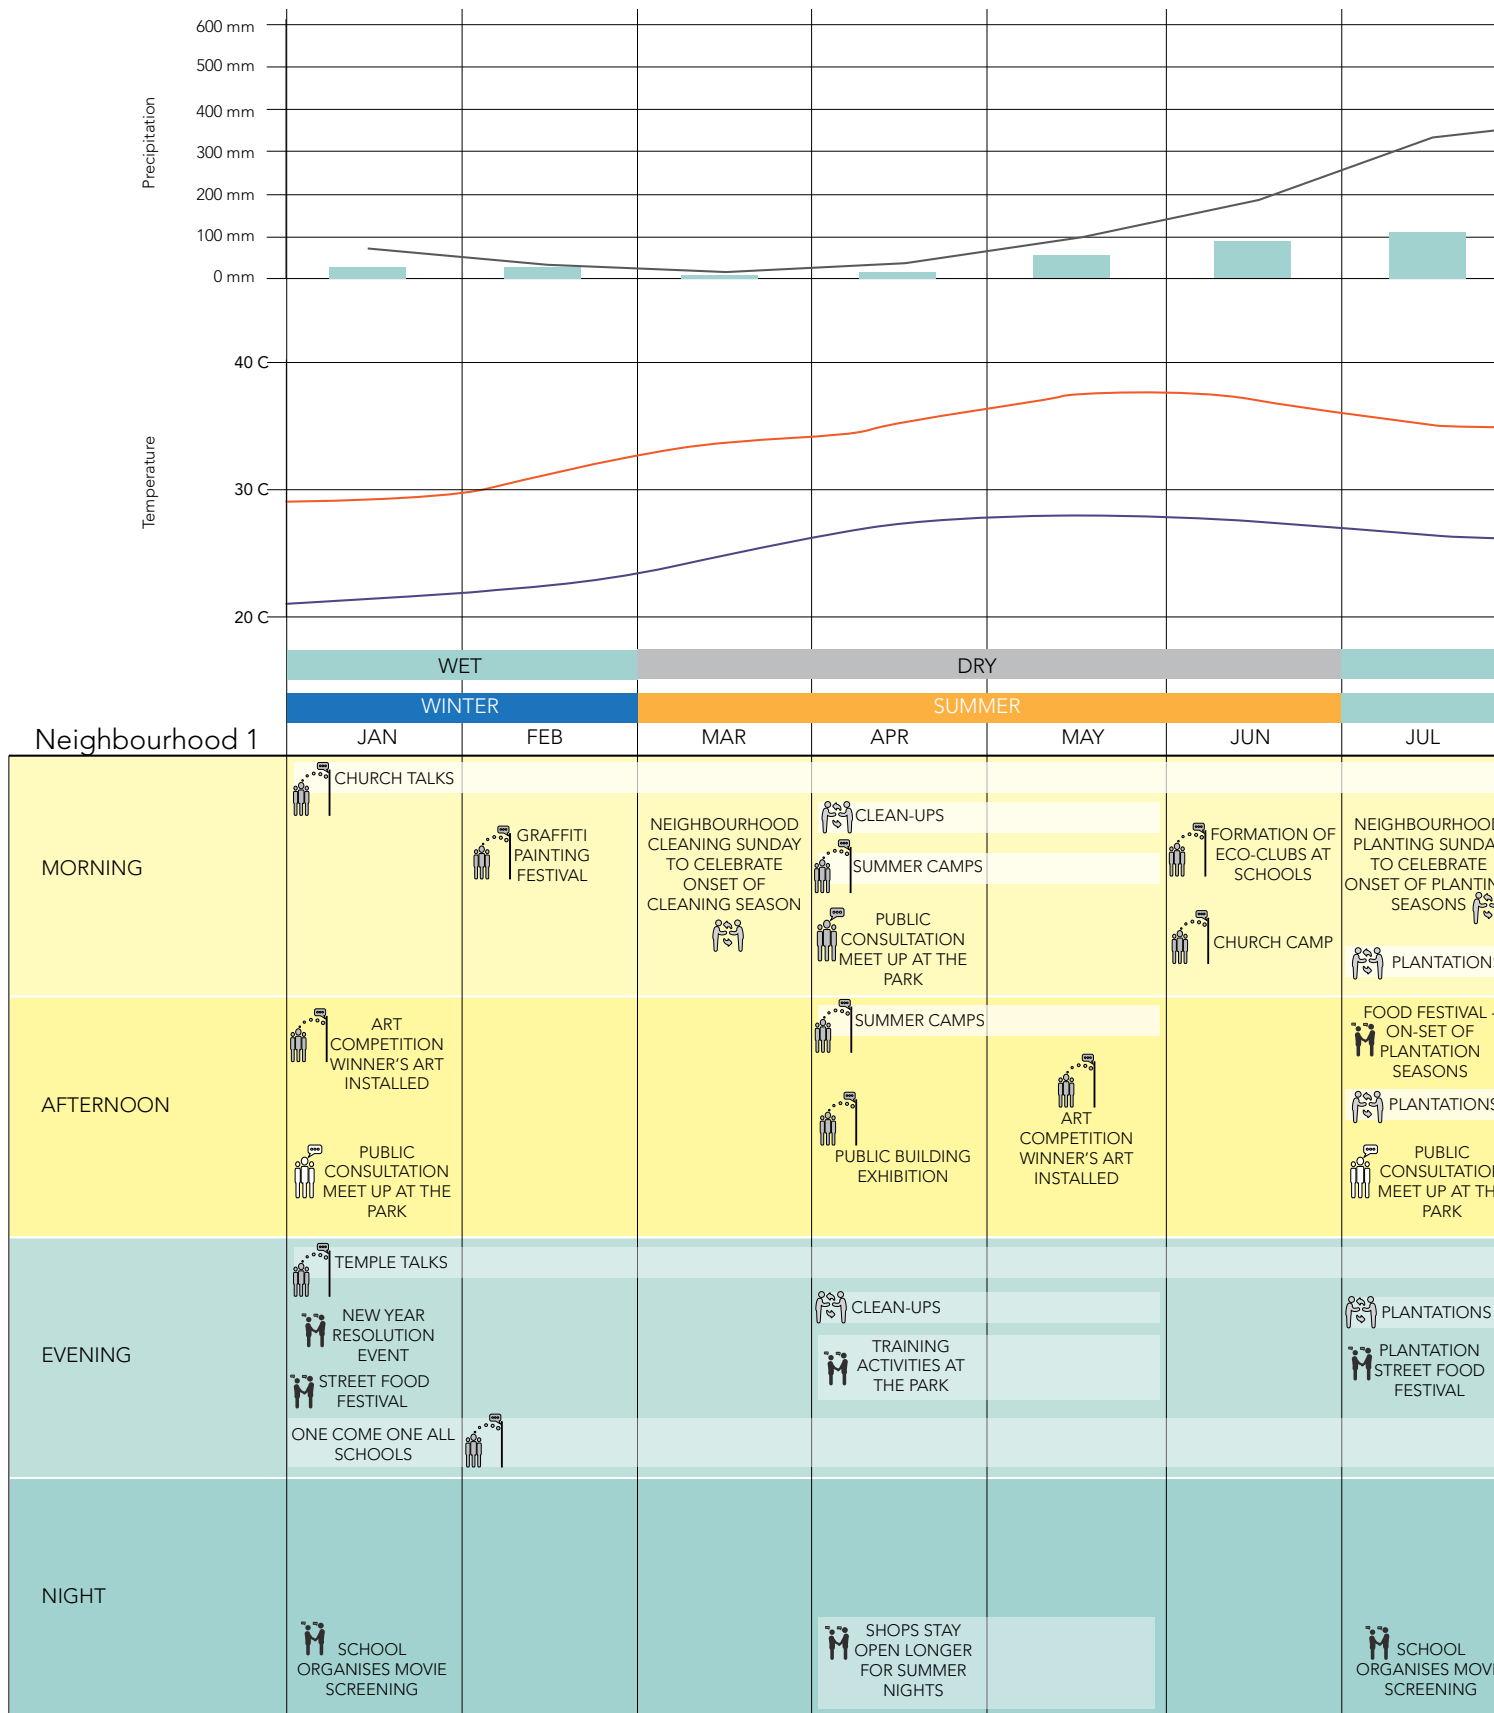 600 mm
500 mm
400 mm
300 mm
200 mm
100 mm
0 mm
Precipitation
40 C
30 C
20 C
Temperature
WET
DRY
WINTER
SUMMER
Neighbourhood 1
JAN
FEB
MAR
APR
MAY
JUN
JUL
MORNING
CHURCH TALKS
GRAFFITI
PAINTING
FESTIVAL
NEIGHBOURHOOD
CLEANING SUNDAY
TO CELEBRATE
ONSET OF
CLEANING SEASON
CLEAN-UPS
SUMMER CAMPS
PUBLIC
CONSULTATION
MEET UP AT THE
PARK
FORMATION OF
ECO-CLUBS AT
SCHOOLS
CHURCH CAMP
NEIGHBOURHOOD
PLANTING SUNDA
TO CELEBRATE
ONSET OF PLANTIN
SEASONS
PLANTATIONS
AFTERNOON
ART
COMPETITION
WINNER'S ART
INSTALLED
PUBLIC
CONSULTATION
MEET UP AT THE
PARK
SUMMER CAMPS
PUBLIC BUILDING
EXHIBITION
ART
COMPETITION
WINNER'S ART
INSTALLED
FOOD FESTIVAL -
ON-SET OF
PLANTATION
SEASONS
PLANTATIONS
PUBLIC
CONSULTATION
MEET UP AT TH
PARK
EVENING
TEMPLE TALKS
NEW YEAR
RESOLUTION
EVENT
STREET FOOD
FESTIVAL
ONE COME ONE ALL
SCHOOLS
CLEAN-UPS
TRAINING
ACTIVITIES AT
THE PARK
PLANTATIONS
PLANTATION
STREET FOOD
FESTIVAL
NIGHT
SCHOOL
ORGANISES MOVIE
SCREENING
SHOPS STAY
OPEN LONGER
FOR SUMMER
NIGHTS
SCHOOL
ORGANISES MOVI
SCREENING